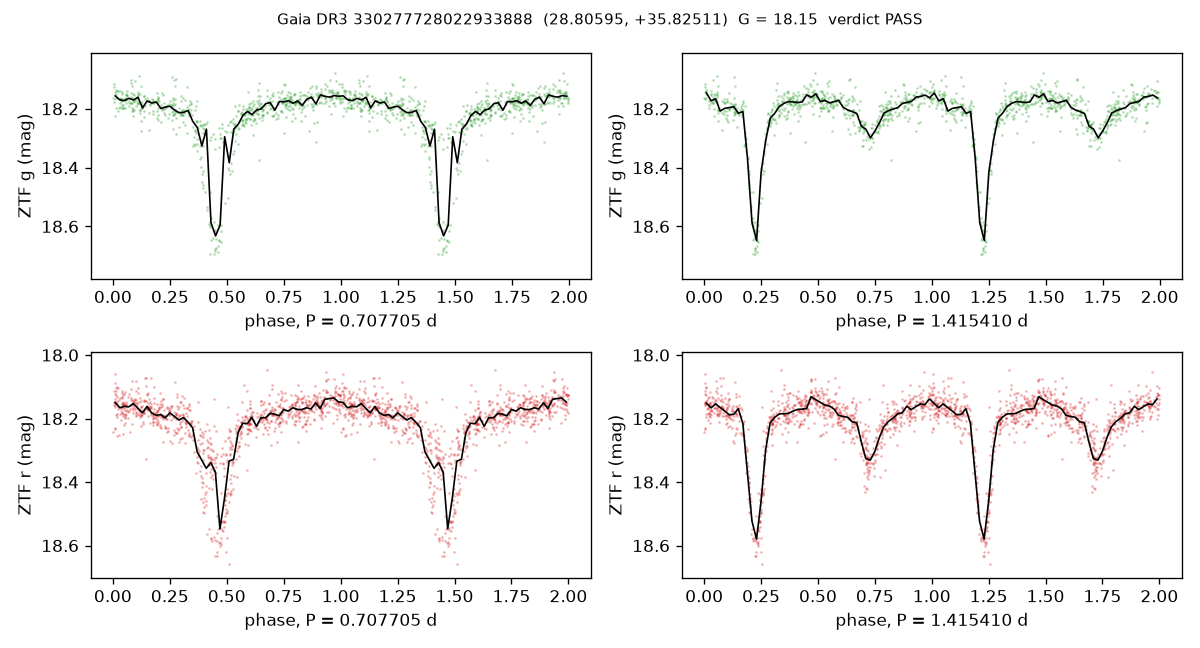 Gaia DR3 330277728022933888 (28.80595, +35.82511) G = 18.15 verdict PASS
ZTF g (mag)
18.2
18.4
18.6
0.00 0.25 0.50 0.75 1.00 1.25 1.50 1.75 2.00
phase, P = 0.707705 d
ZTF g (mag)
18.2
18.4
18.6
0.00 0.25 0.50 0.75 1.00 1.25 1.50 1.75 2.00
phase, P = 1.415410 d
ZTF r (mag)
18.0
18.2
18.4
18.6
0.00 0.25 0.50 0.75 1.00 1.25 1.50 1.75 2.00
phase, P = 0.707705 d
ZTF r (mag)
18.0
18.2
18.4
18.6
0.00 0.25 0.50 0.75 1.00 1.25 1.50 1.75 2.00
phase, P = 1.415410 d